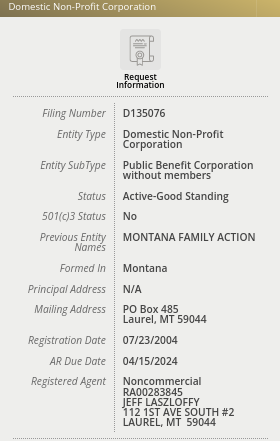 Domestic Non-Profit Corporation
Request
Information
Filing Number D135076
Entity Type Domestic Non-Profit
Corporation
Entity SubType Public Benefit Corporation
without members
Status Active-Good Standing
501(c)3 Status No
Previous Entity MONTANA FAMILY ACTION
Names
Formed In Montana
Principal Address N/A
Mailing Address PO Box 485
Laurel, MT 59044
Registration Date 07/23/2004
AR Due Date 04/15/2024
Registered Agent Noncommercial
RA00283845
JEFF LASZLOFFY
112 1ST AVE SOUTH #2
LAUREL, MT 59044